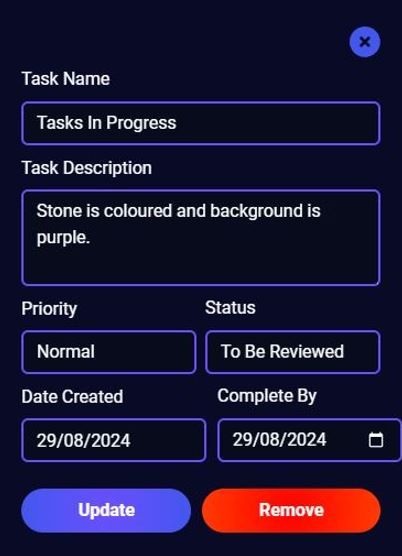 Task Name
Tasks In Progress
Task Description
Stone is coloured and background is
purple.
Priority
Status
Normal
To Be Reviewed
Date Created
Complete By
29/08/2024
29/08/2024
Update
Remove